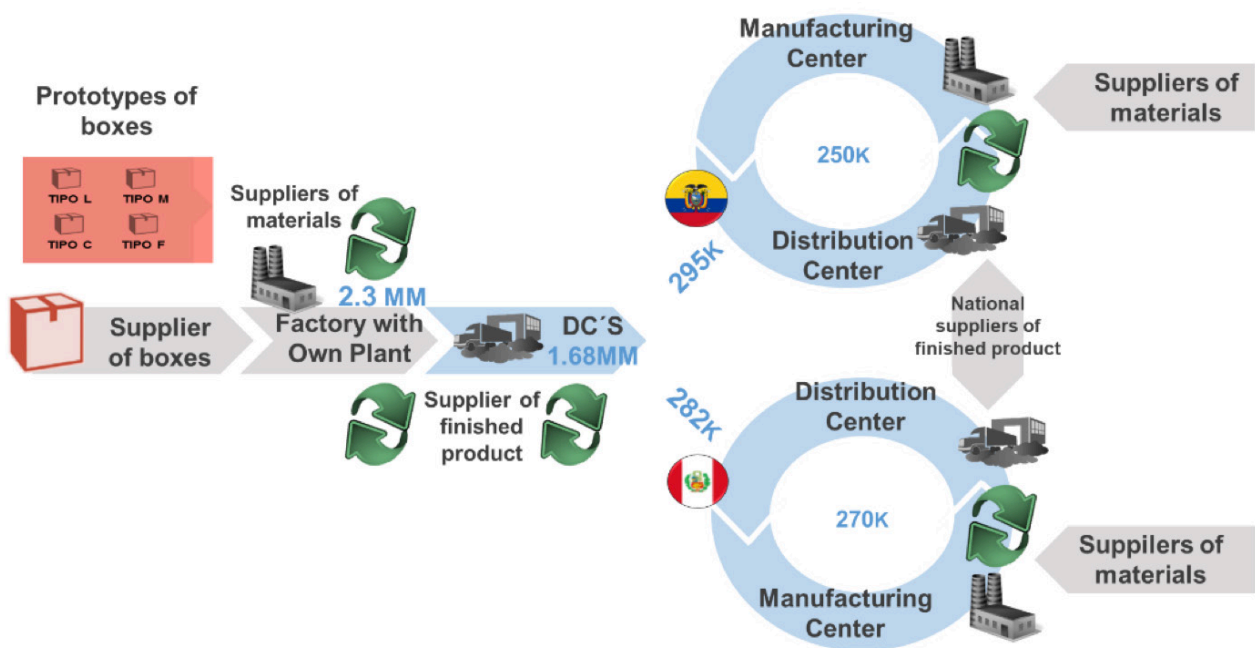 Prototypes of
boxes
TIPO L
TIPO M
TIPO C
TIPO F
Suppliers of
materials
2.3 MM
Supplier
of boxes
Factory with
Own Plant
DC´S
1.68MM
Supplier of
finished
product
Manufacturing
Center
250K
Distribution
Center
295K
Suppliers of
materials
National
suppliers of
finished product
282K
Distribution
Center
270K
Manufacturing
Center
Suppilers of
materials